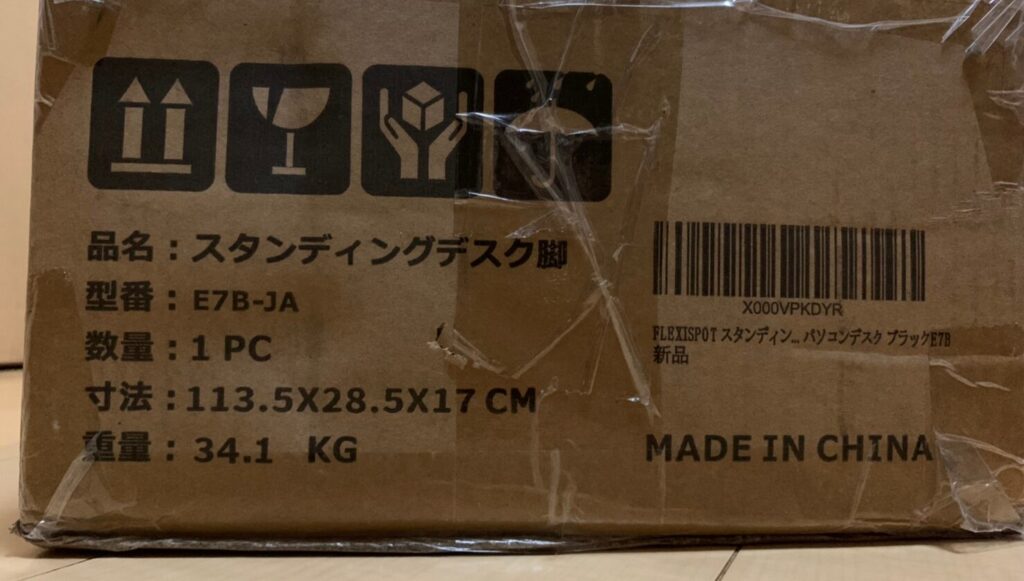 品名：スタンディングデスク脚
型番：E7B-JA
数量：1 PC
寸法：113.5X28.5X17 CM
重量：34.1 KG
X000VPKDYR
FLEXISPOT スタンディン... パソコンデスク ブラックE7B
新品
MADE IN CHINA